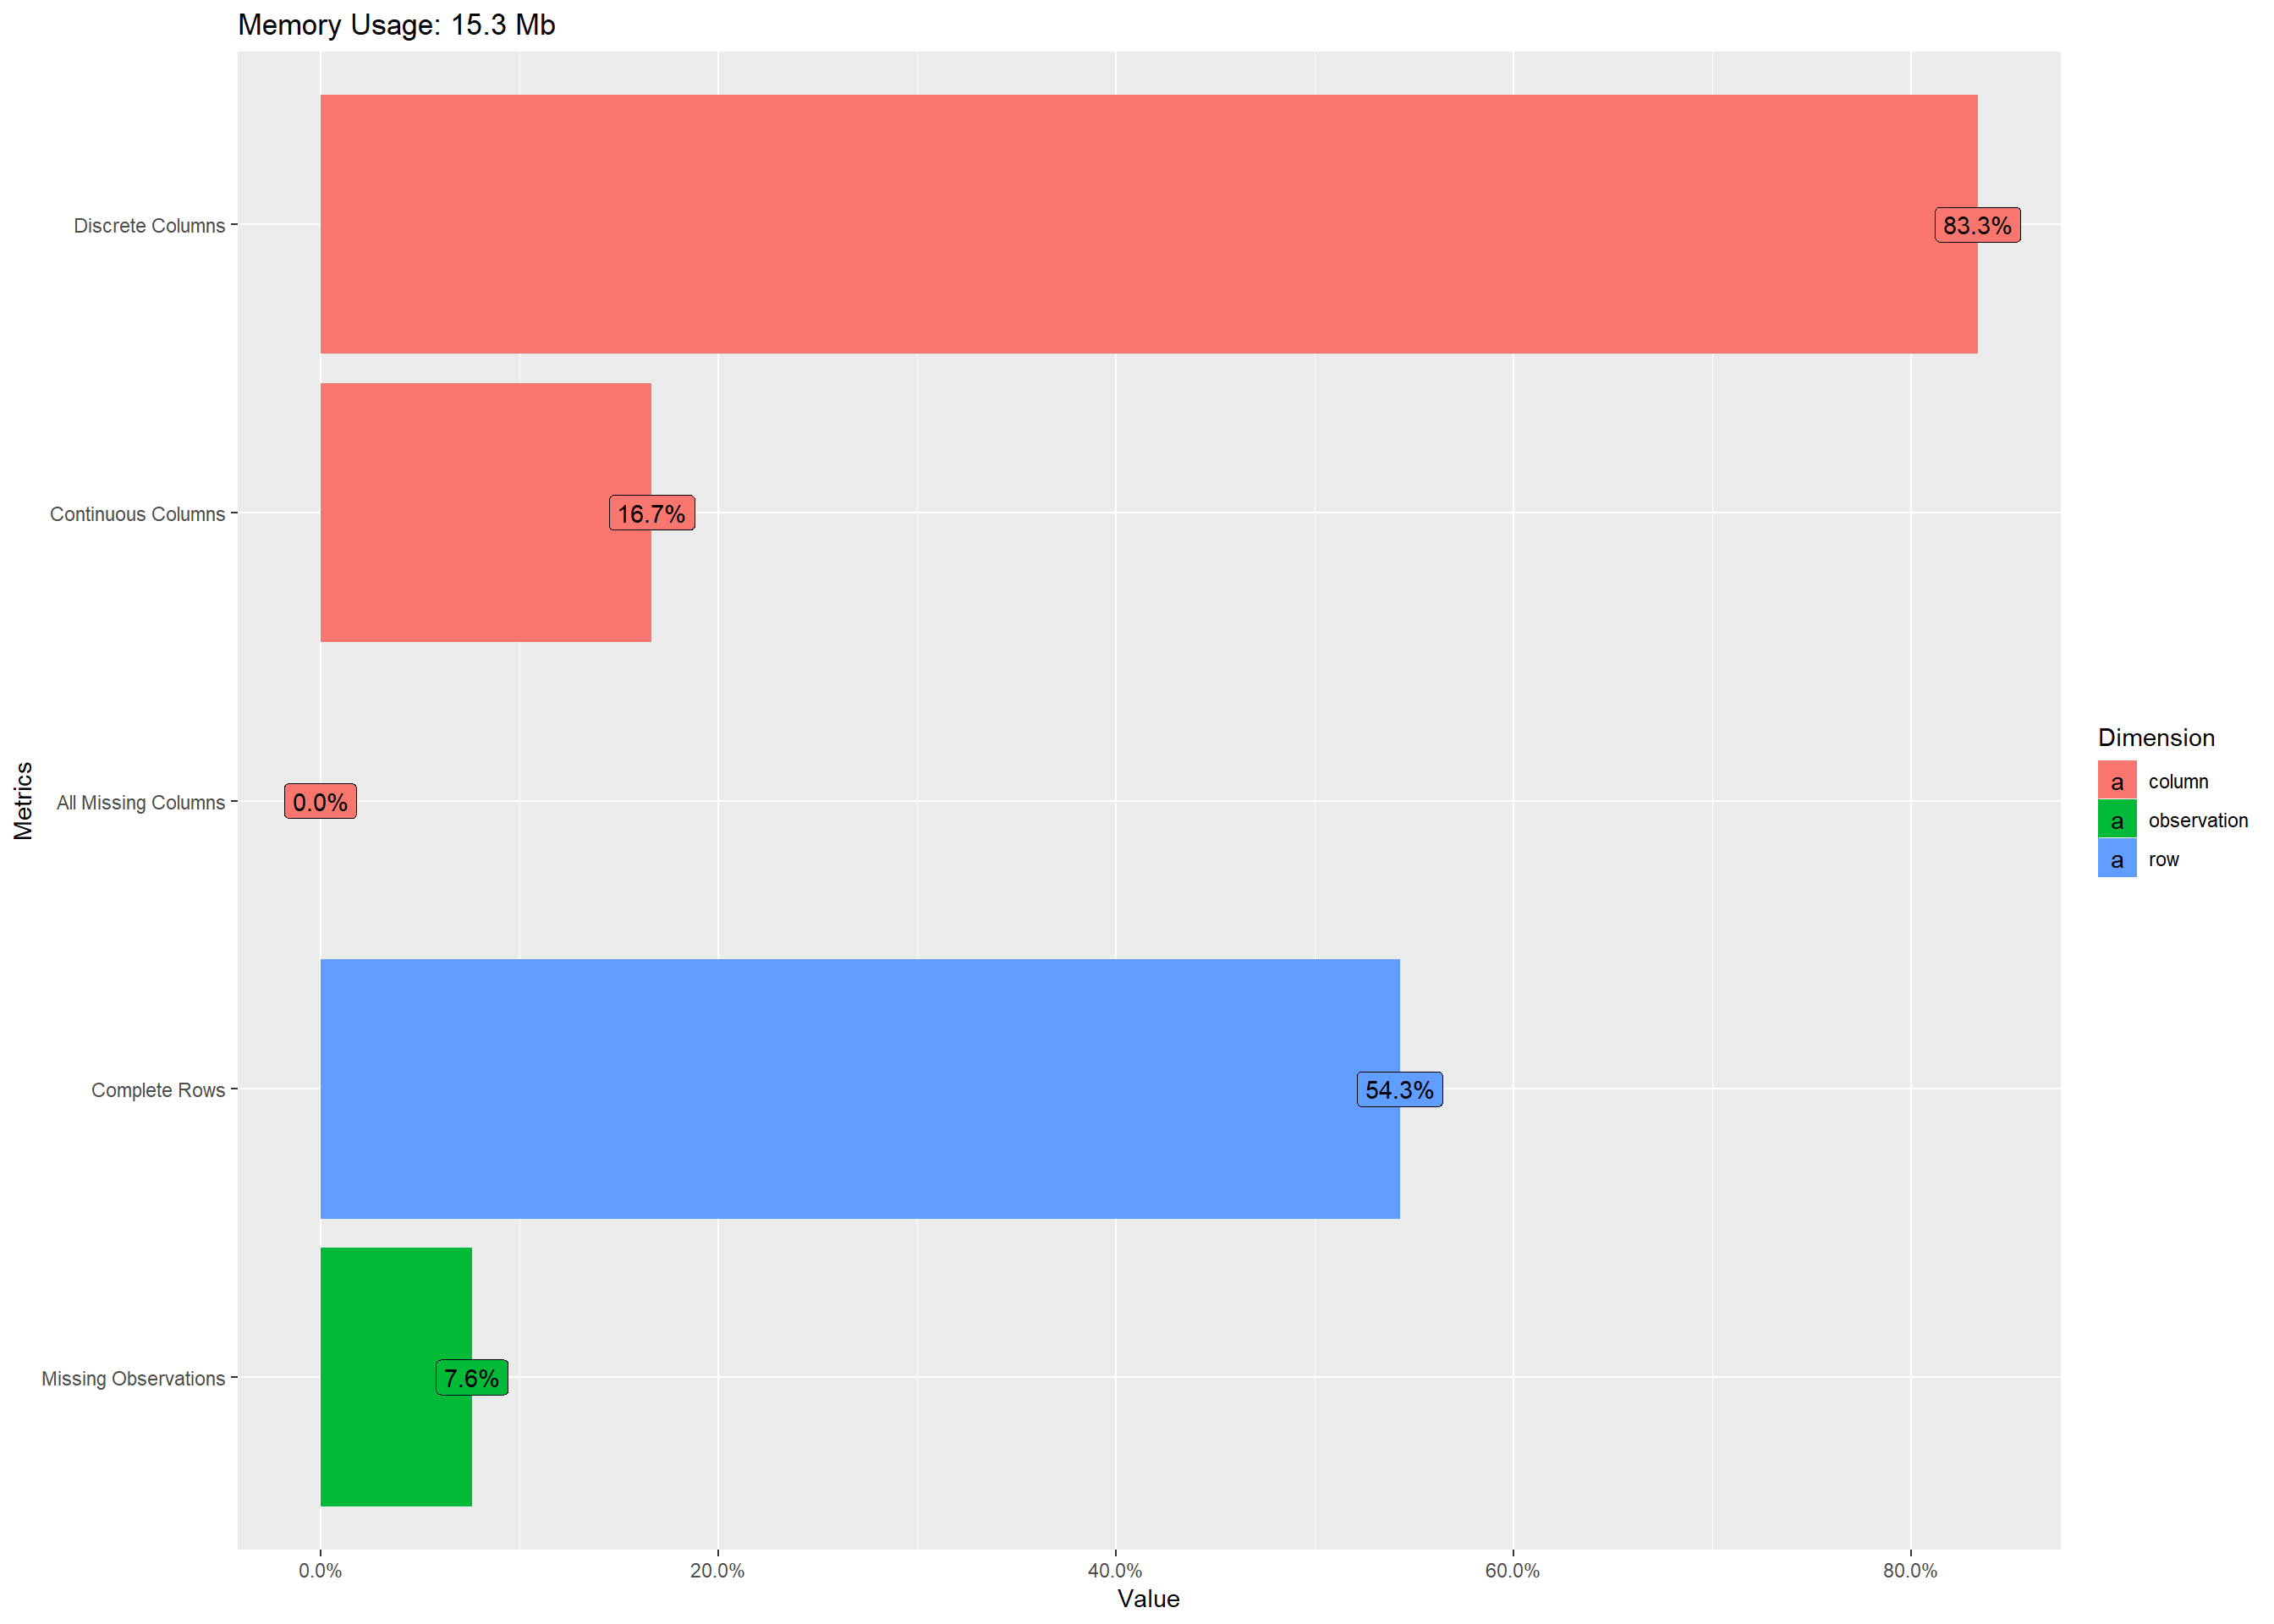 Memory Usage: 15.3 Mb
Discrete Columns
83.3%
Continuous Columns
16.7%
All Missing Columns
0.0%
Complete Rows
54.3%
Missing Observations
7.6%
Metrics
0.0%
20.0%
40.0%
60.0%
80.0%
Value
Dimension
a column
a observation
a row